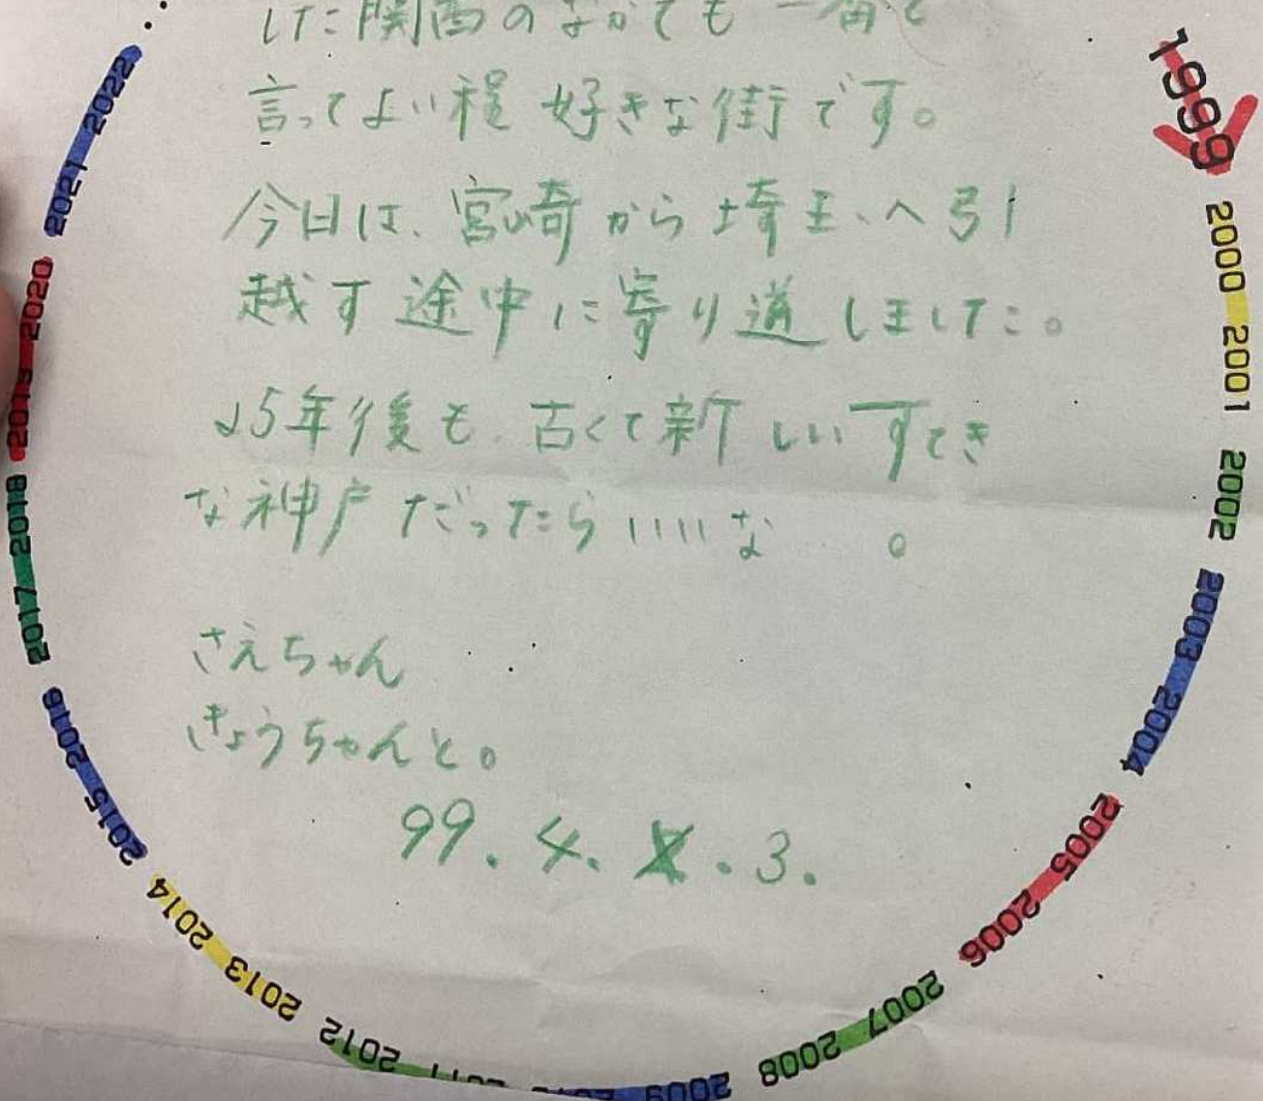 した関西のなかでも一番と
言ってよい程 好きな街です。
今日は、宮崎から埼玉へ引
越す途中に寄り道しました。
25年後も、古くて新しいすてき
な神戸だったらいいな 。
さえちゃん
きょうちゃんと。
99.4.3.
1999
2000 2001
2002
2003 2004
2005 2006
2007 2008
2009
2012
2013 2014
2015 2016
2017 2018
2019 2020
2021 2022